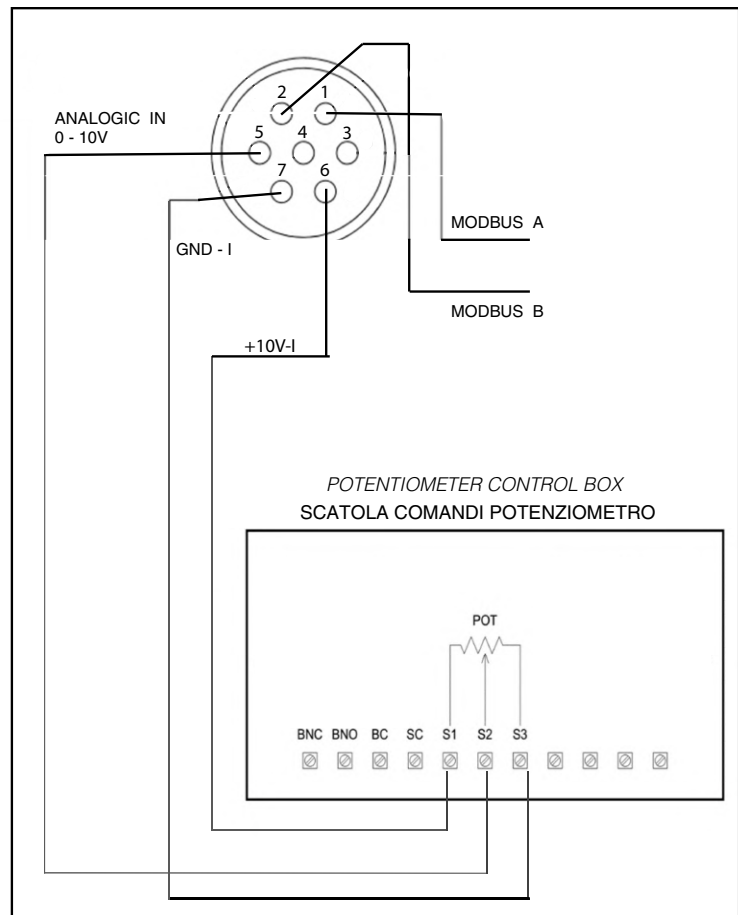 2 1
ANALOGIC IN
0 - 10V
5 4 3
7 6
GND - I
MODBUS A
MODBUS B
+10V-I
POTENTIOMETER CONTROL BOX
SCATOLA COMANDI POTENZIOMETRO
POT
BNC BNO BC SC S1 S2 S3